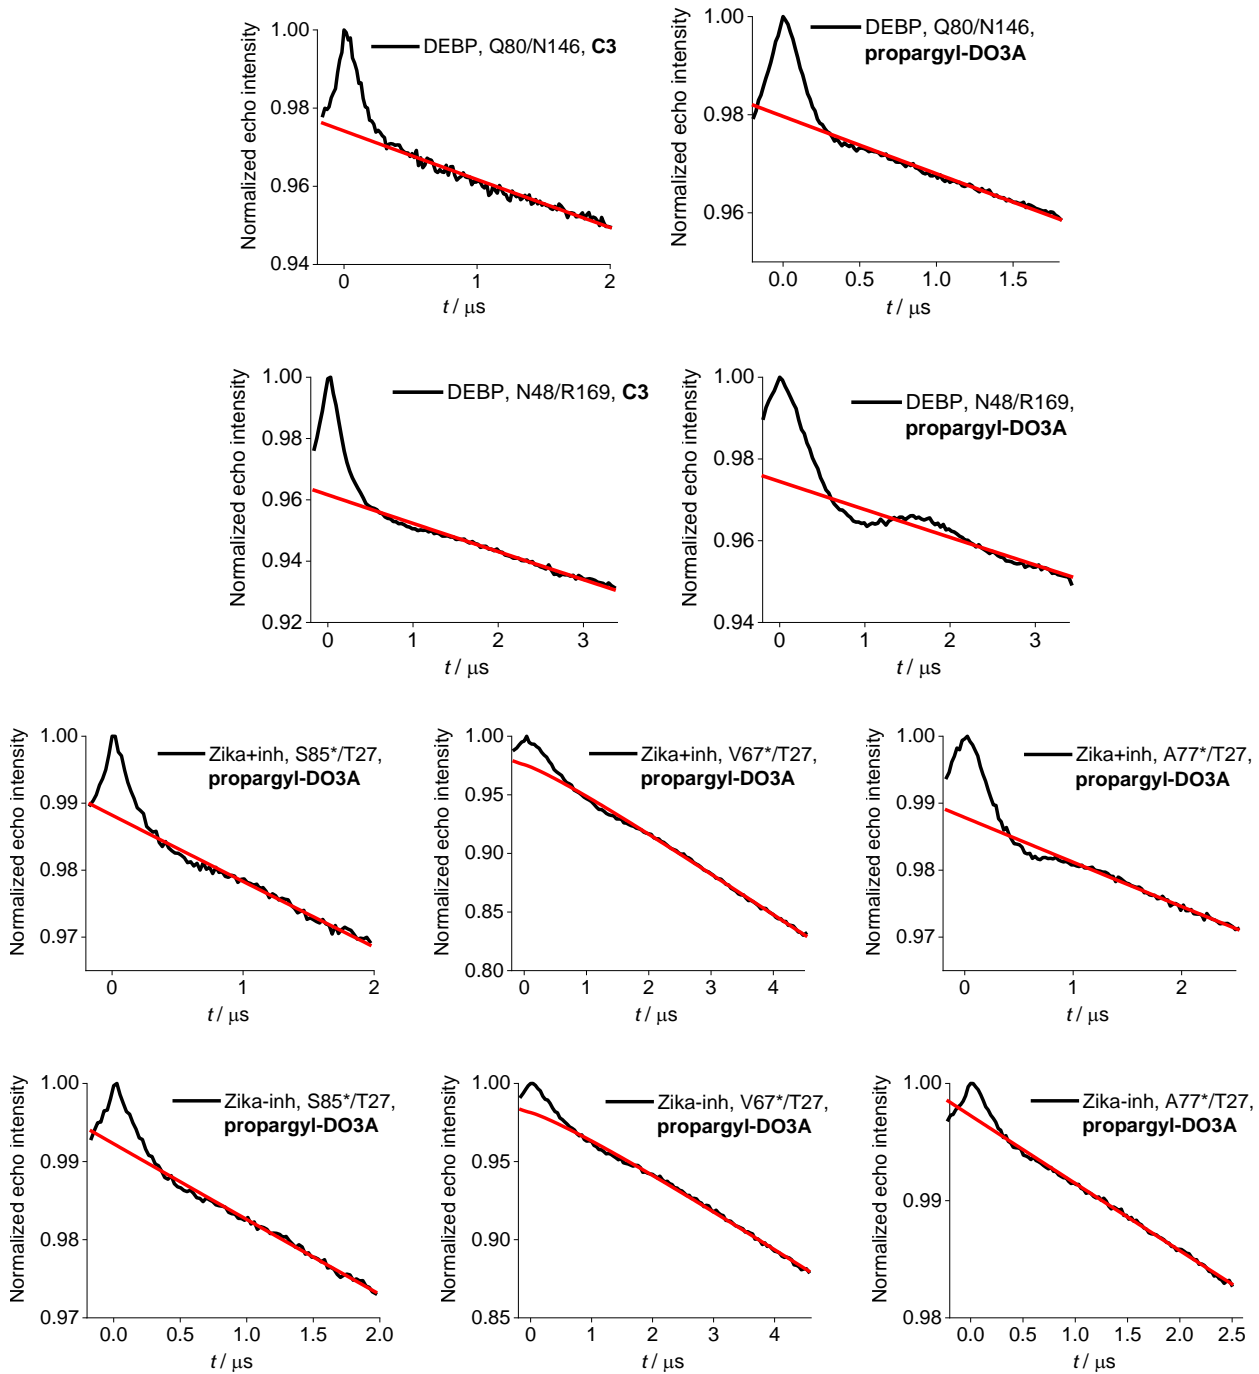 Normalized echo intensity
1.00
0.98
0.96
0.94
0
1
2
t / μs
DEBP, Q80/N146, C3
Normalized echo intensity
1.00
0.98
0.96
0.0
0.5
1.0
1.5
t / μs
DEBP, Q80/N146,
propargyl-DO3A
Normalized echo intensity
1.00
0.98
0.96
0.94
0.92
0
1
2
3
t / μs
DEBP, N48/R169, C3
Normalized echo intensity
1.00
0.98
0.96
0.94
0
1
2
3
t / μs
DEBP, N48/R169,
propargyl-DO3A
Normalized echo intensity
1.00
0.99
0.98
0.97
0
1
2
t / μs
Zika+inh, S85*/T27,
propargyl-DO3A
Normalized echo intensity
1.00
0.95
0.90
0.85
0.80
0
1
2
3
4
t / μs
Zika+inh, V67*/T27,
propargyl-DO3A
Normalized echo intensity
1.00
0.99
0.98
0.97
0
1
2
t / μs
Zika+inh, A77*/T27,
propargyl-DO3A
Normalized echo intensity
1.00
0.99
0.98
0.97
0.0
0.5
1.0
1.5
2.0
t / μs
Zika-inh, S85*/T27,
propargyl-DO3A
Normalized echo intensity
1.00
0.95
0.90
0.85
0
1
2
3
4
t / μs
Zika-inh, V67*/T27,
propargyl-DO3A
Normalized echo intensity
1.00
0.99
0.98
0.0
0.5
1.0
1.5
2.0
2.5
t / μs
Zika-inh, A77*/T27,
propargyl-DO3A